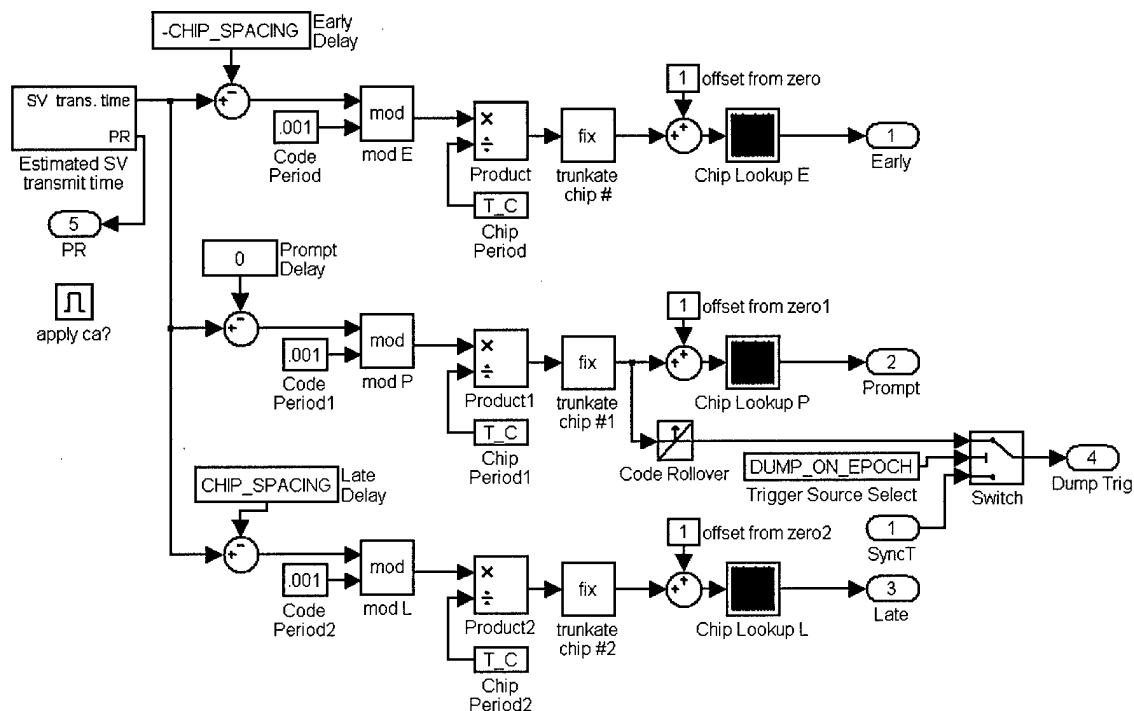 -CHIP_SPACING
Early
Delay
SV trans. time
PR
Estimated SV
transmit time
5
PR
apply ca?
.001
Code
Period
mod
mod E
×
÷
Product
T_C
Chip
Period
fix
trunkate
chip #
1
offset from zero
+
-
+
+
Chip Lookup E
1
Early
0
Prompt
Delay
+
-
.001
Code
Period1
mod
mod P
×
÷
Product1
T_C
Chip
Period1
fix
trunkate
chip #1
1
offset from zero1
+
+
Chip Lookup P
2
Prompt
Code Rollover
DUMP_ON_EPOCH
Trigger Source Select
Switch
4
Dump Trig
1
SyncT
CHIP_SPACING
Late
Delay
+
-
.001
Code
Period2
mod
mod L
×
÷
Product2
T_C
Chip
Period2
fix
trunkate
chip #2
1
offset from zero2
+
+
Chip Lookup L
3
Late